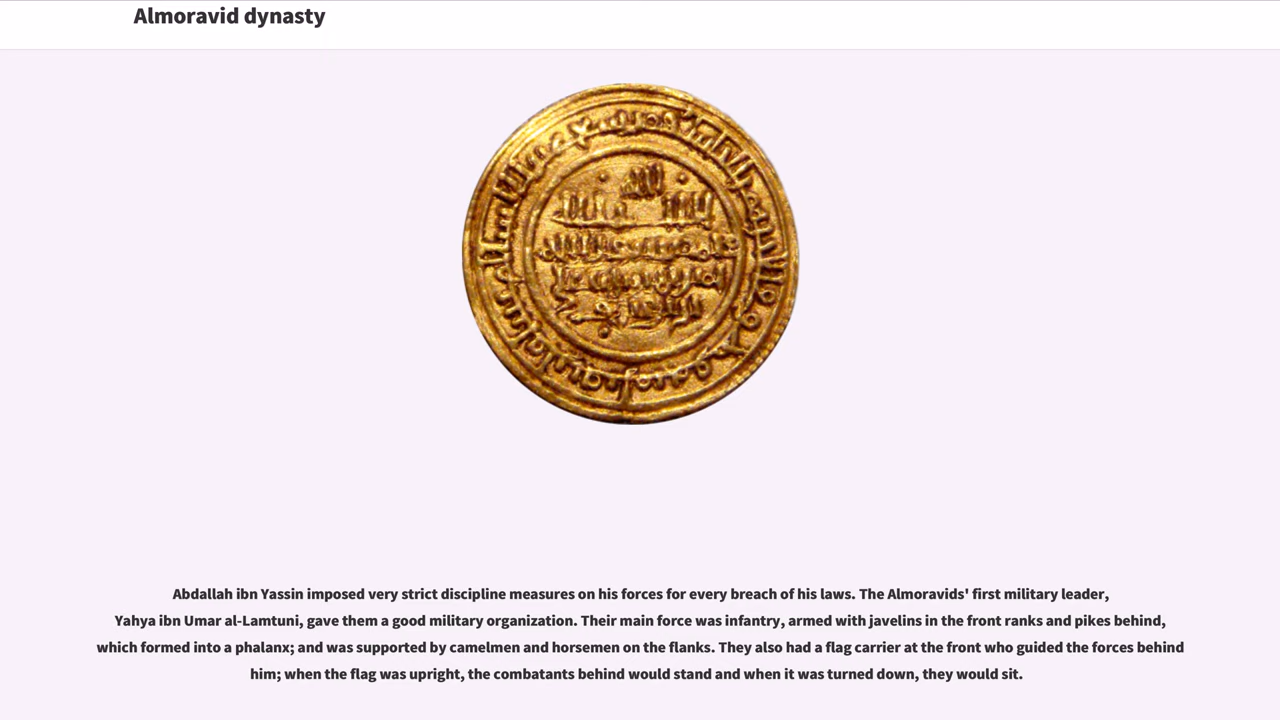 Almoravid dynasty
الله
Abdallah ibn Yassin imposed very strict discipline measures on his forces for every breach of his laws. The Almoravids' first military leader,
Yahya ibn Umar al-Lamtuni, gave them a good military organization. Their main force was infantry, armed with javelins in the front ranks and pikes behind,
which formed into a phalanx; and was supported by camelmen and horsemen on the flanks. They also had a flag carrier at the front who guided the forces behind
him; when the flag was upright, the combatants behind would stand and when it was turned down, they would sit.